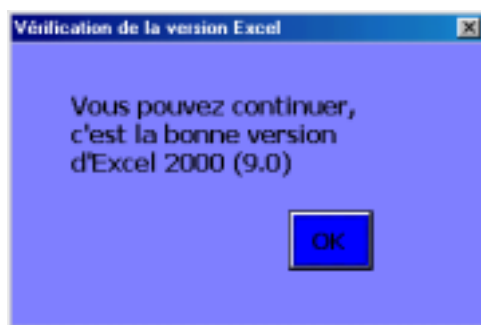 Vérification de la version Excel
Vous pouvez continuer,
c'est la bonne version
d'Excel 2000 (9.0)
OK